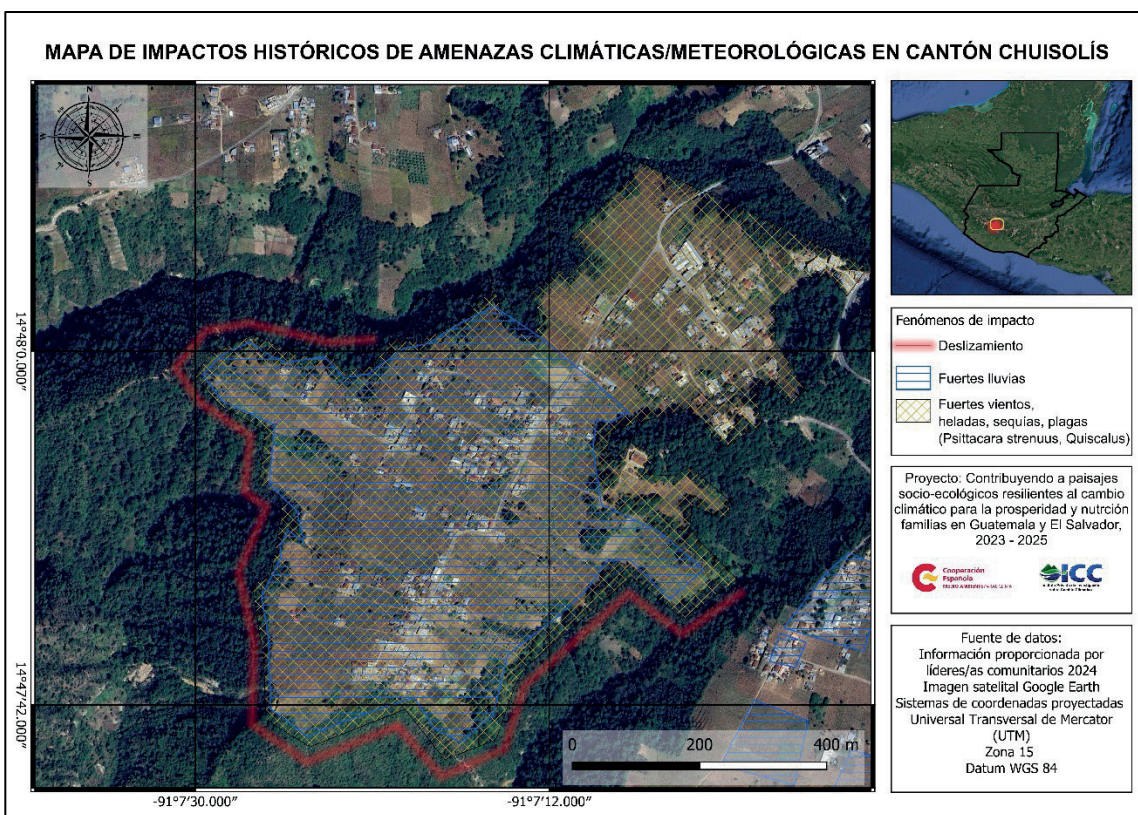 MAPA DE IMPACTOS HISTÓRICOS DE AMENAZAS CLIMÁTICAS/METEOROLÓGICAS EN CANTÓN CHUISOLÍS
N
W
E
S
14°48'0.000"
14°47'42.000"
-91°7'30.000"
-91°7'12.000"
0 200 400 m
Fenómenos de impacto
Deslizamiento
Fuertes lluvias
Fuertes vientos,
heladas, sequías, plagas
(Psittacara strenuus, Quiscalus)
Proyecto: Contribuyendo a paisajes
socio-ecológicos resilientes al cambio
climático para la prosperidad y nutrción
familias en Guatemala y El Salvador,
2023 - 2025
Cooperación
Española
ICC
Fuente de datos:
Información proporcionada por
líderes/as comunitarios 2024
Imagen satelital Google Earth
Sistemas de coordenadas proyectadas
Universal Transversal de Mercator
(UTM)
Zona 15
Datum WGS 84